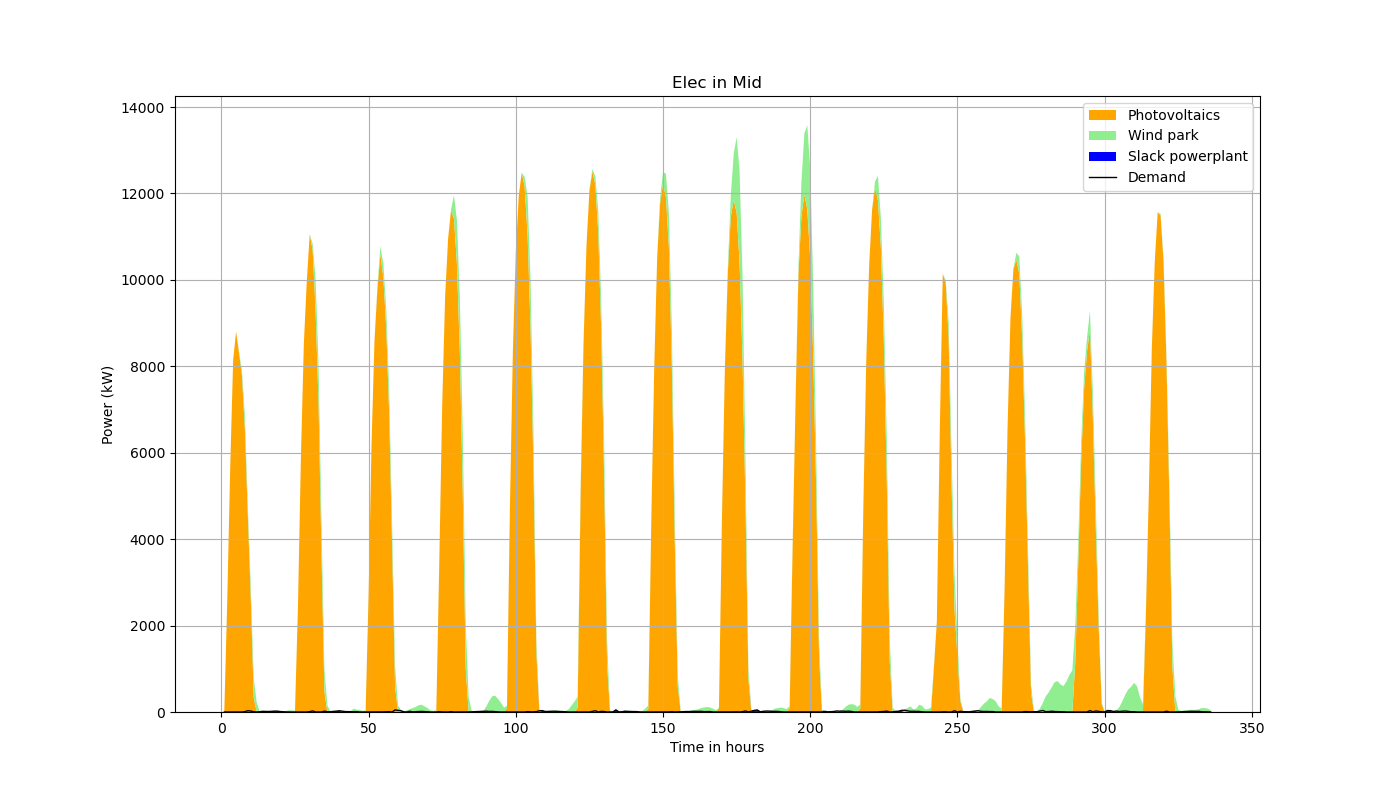 Elec in Mid
14000
12000
10000
8000
6000
4000
2000
0
Power (kW)
Photovoltaics
Wind park
Slack powerplant
Demand
0 50 100 150 200 250 300 350
Time in hours